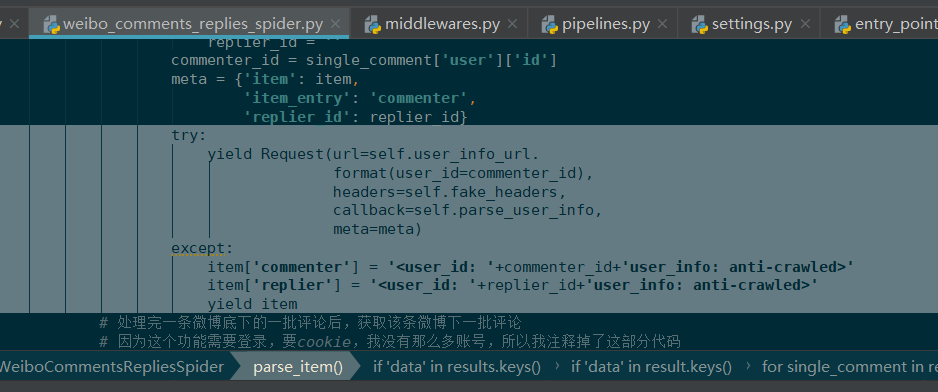 weibo_comments_replies_spider.py × middlewares.py × pipelines.py × settings.py × entry_point
replier_id = ''
commenter_id = single_comment['user']['id']
meta = {'item': item,
'item_entry': 'commenter',
'replier_id': replier_id}
try:
yield Request(url=self.user_info_url.
format(user_id=commenter_id),
headers=self.fake_headers,
callback=self.parse_user_info,
meta=meta)
except:
item['commenter'] = '<user_id: '+commenter_id+'user_info: anti-crawled>'
item['replier'] = '<user_id: '+replier_id+'user_info: anti-crawled>'
yield item
# 处理完一条微博底下的一批评论后，获取该条微博下一批评论
# 因为这个功能需要登录，要cookie，我没有那么多账号，所以我注释掉了这部分代码
WeiboCommentsRepliesSpider › parse_item() › if 'data' in results.keys() › if 'data' in result.keys() › for single_comment in re